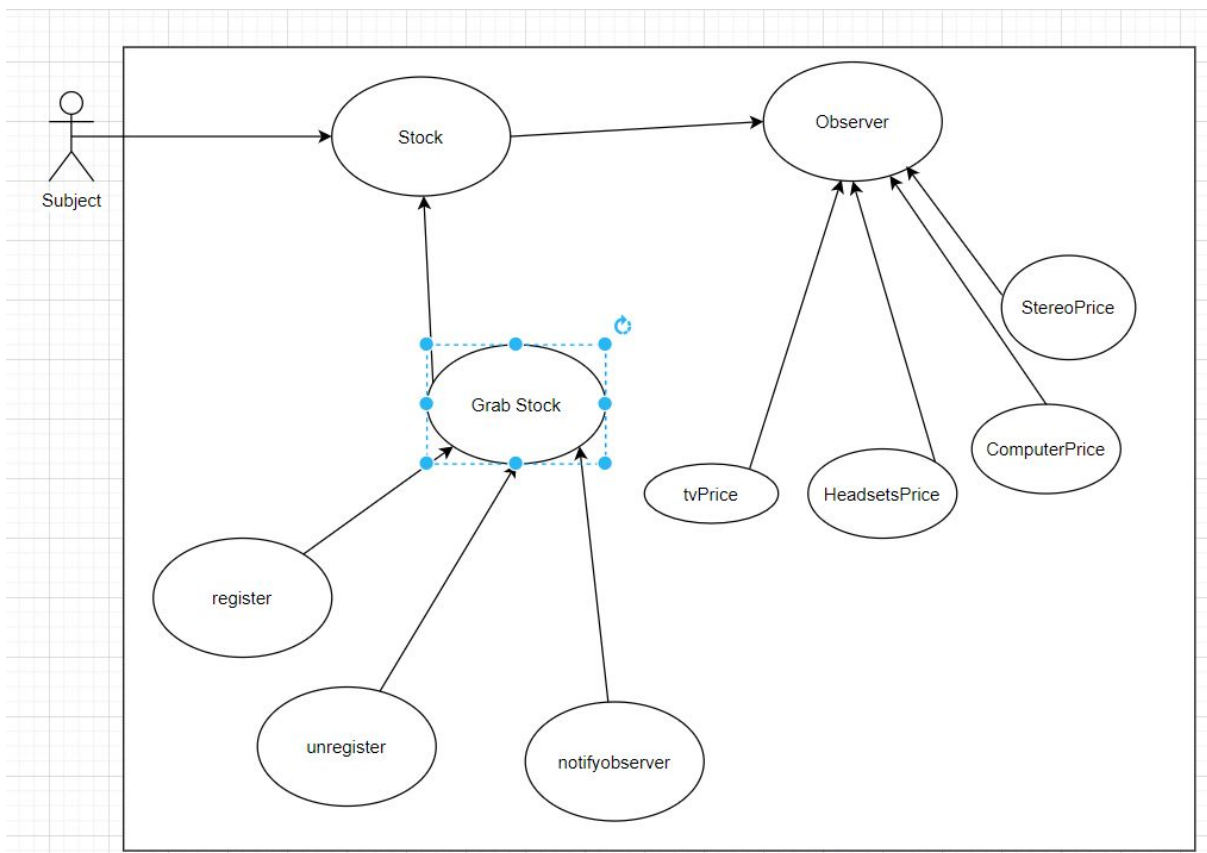 Observer
Stock
Subject
StereoPrice
Grab Stock
ComputerPrice
tvPrice
HeadsetsPrice
register
unregister
notifyobserver